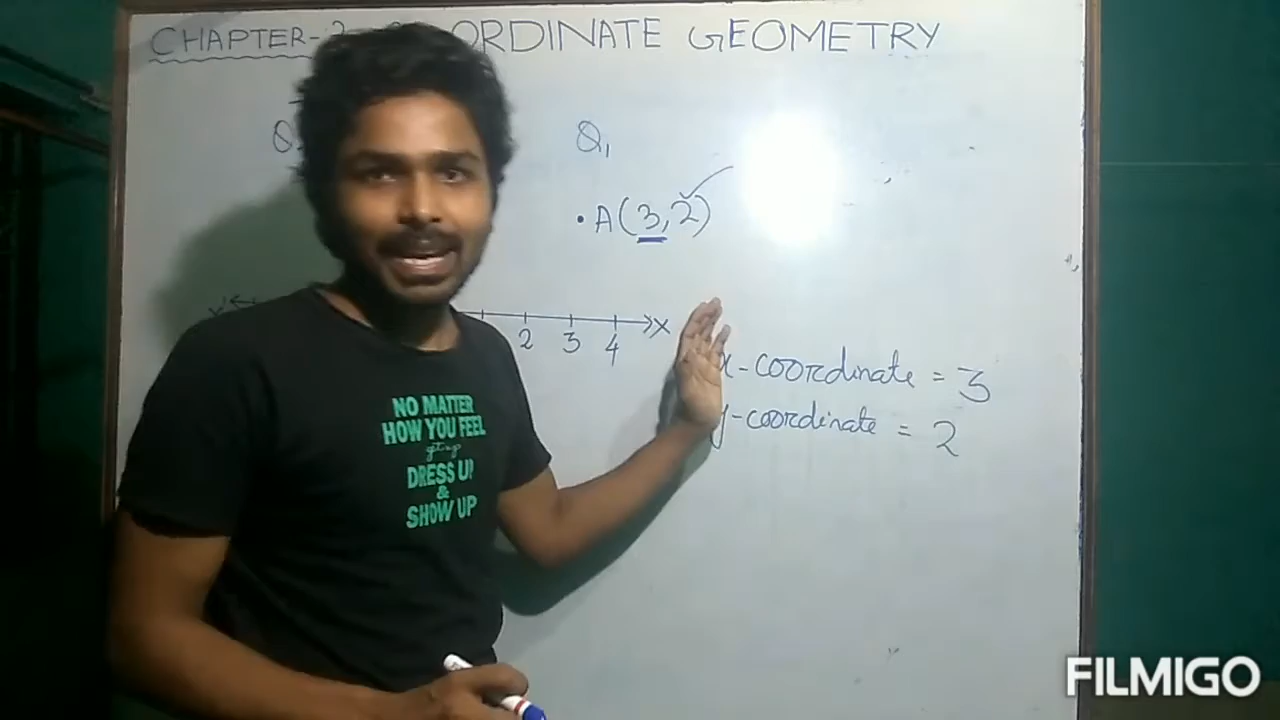 CHAPTER- ORDINATE GEOMETRY
Q Q₁
• A(3,2)
X' X
2 3 4
x-coordinate = 3
y-coordinate = 2
NO MATTER
HOW YOU FEEL
DRESS UP
&
SHOW UP
FILMIGO